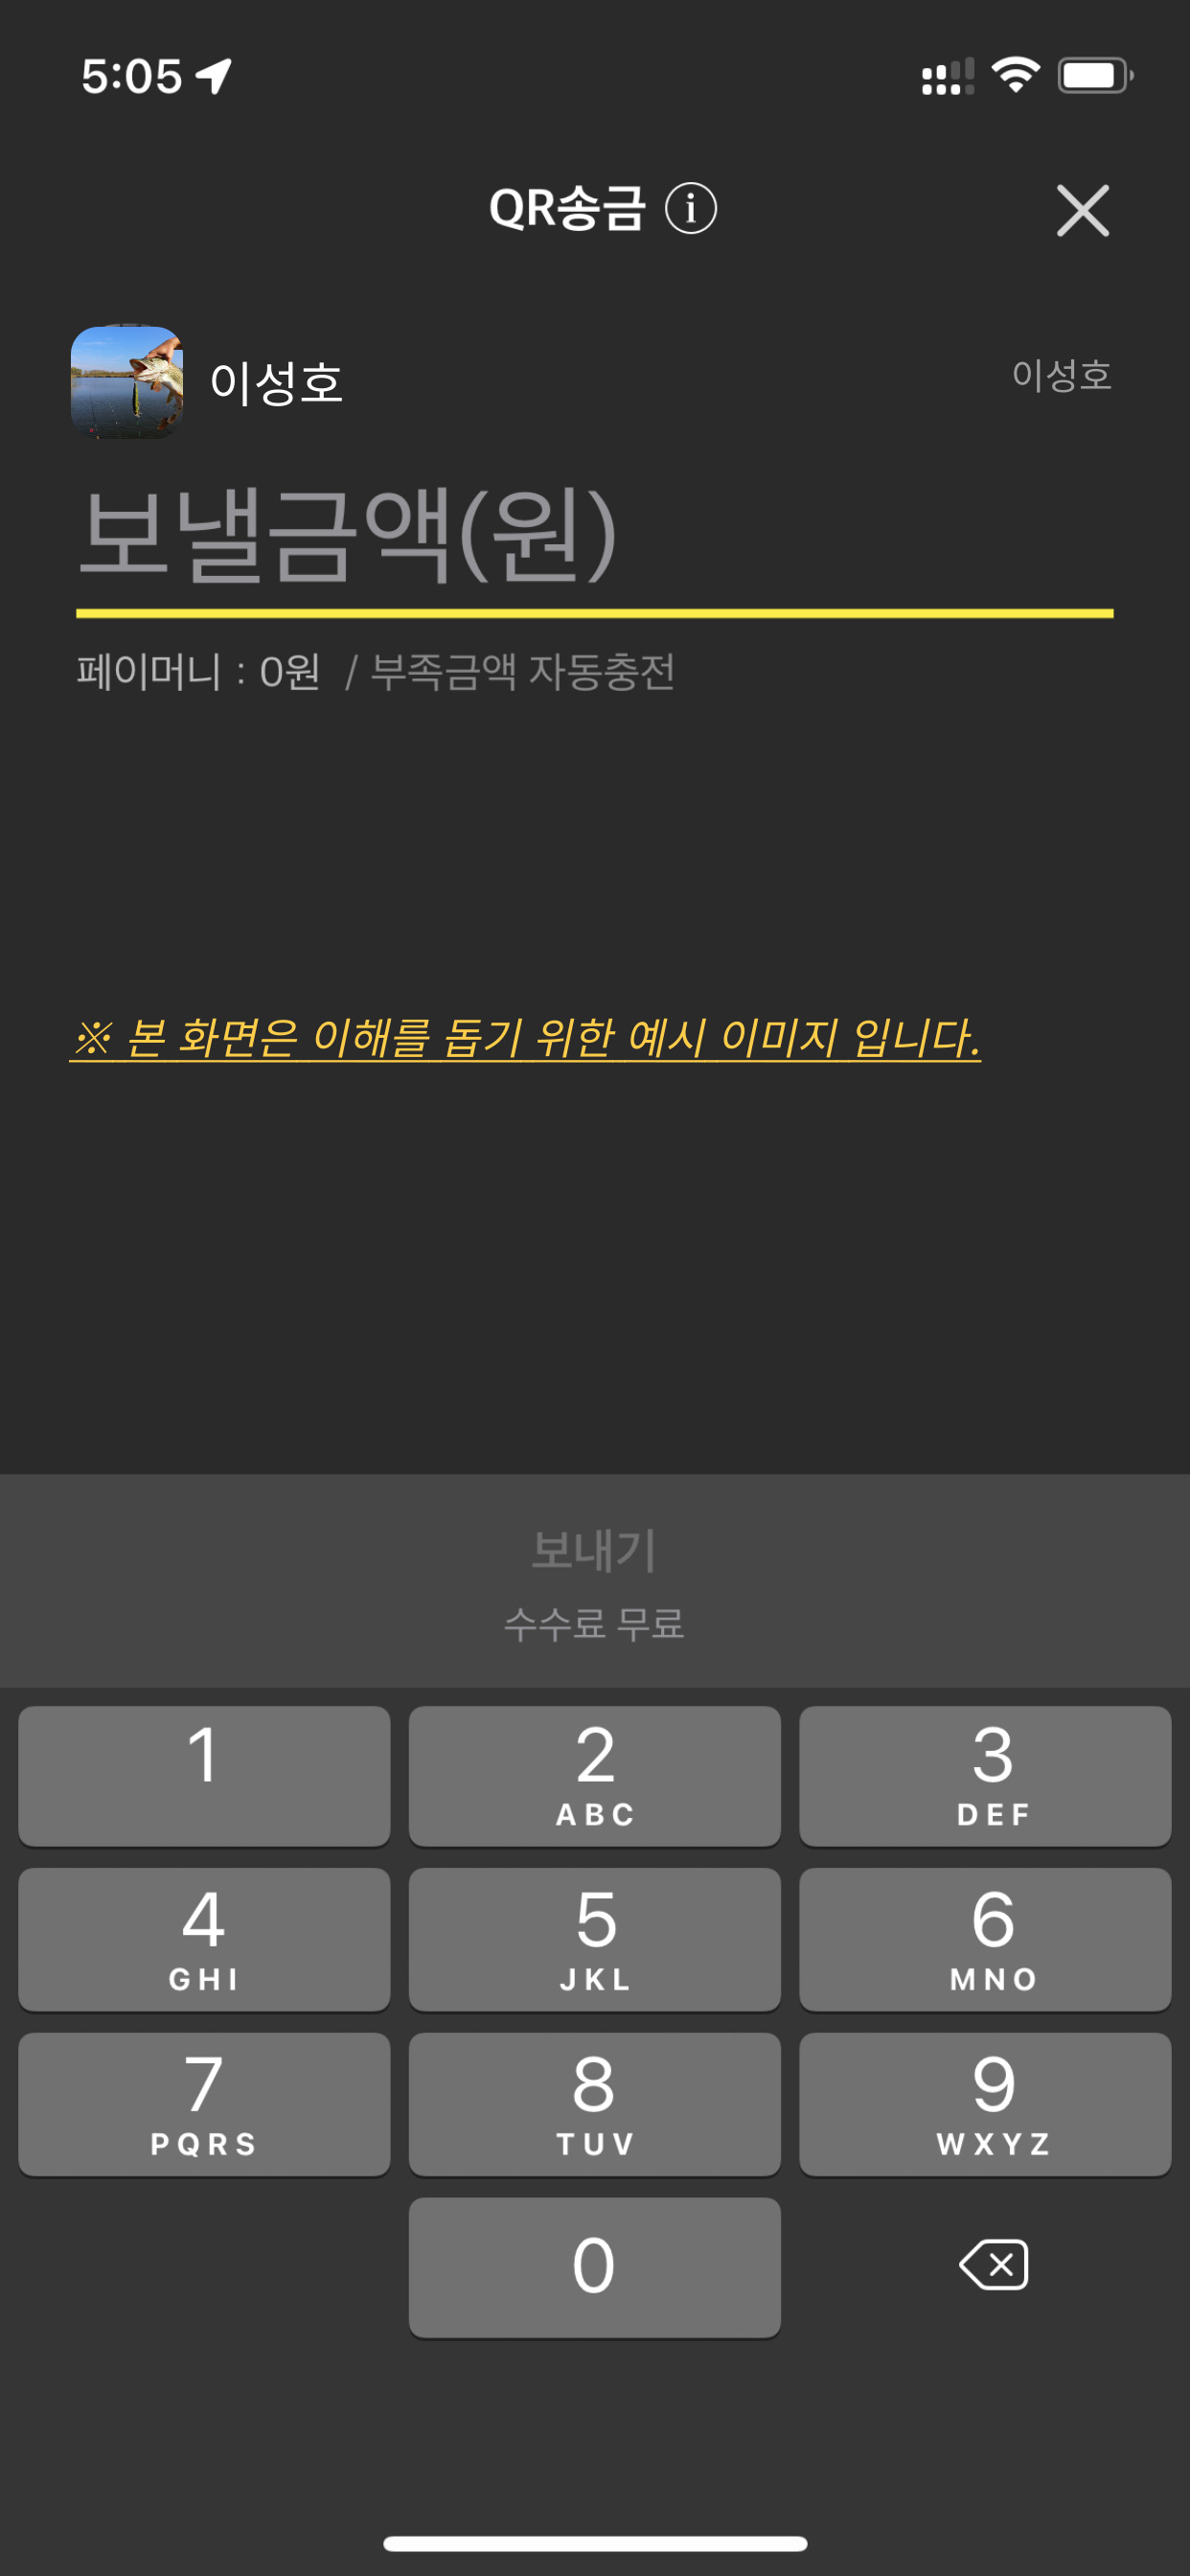 5:05
QR송금 i
이성호
이성호
보낼금액(원)
페이머니 : 0원 / 부족금액 자동충전
※ 본 화면은 이해를 돕기 위한 예시 이미지 입니다.
보내기
수수료 무료
1
2
ABC
3
DEF
4
GHI
5
JKL
6
MNO
7
PQRS
8
TUV
9
WXYZ
0